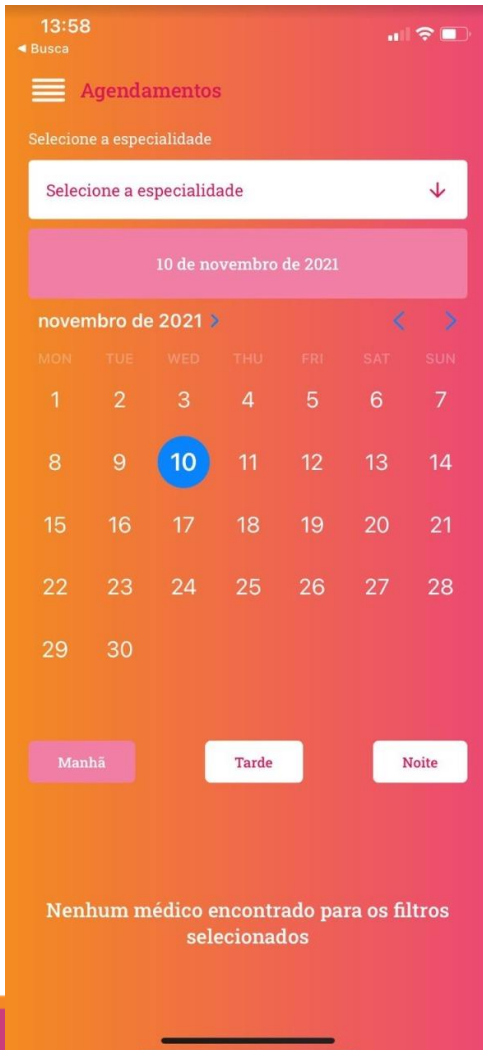 13:58
Busca
Agendamentos
Selecione a especialidade
Selecione a especialidade
10 de novembro de 2021
novembro de 2021
MON TUE WED THU FRI SAT SUN
1 2 3 4 5 6 7
8 9 10 11 12 13 14
15 16 17 18 19 20 21
22 23 24 25 26 27 28
29 30
Manhã Tarde Noite
Nenhum médico encontrado para os filtros
selecionados